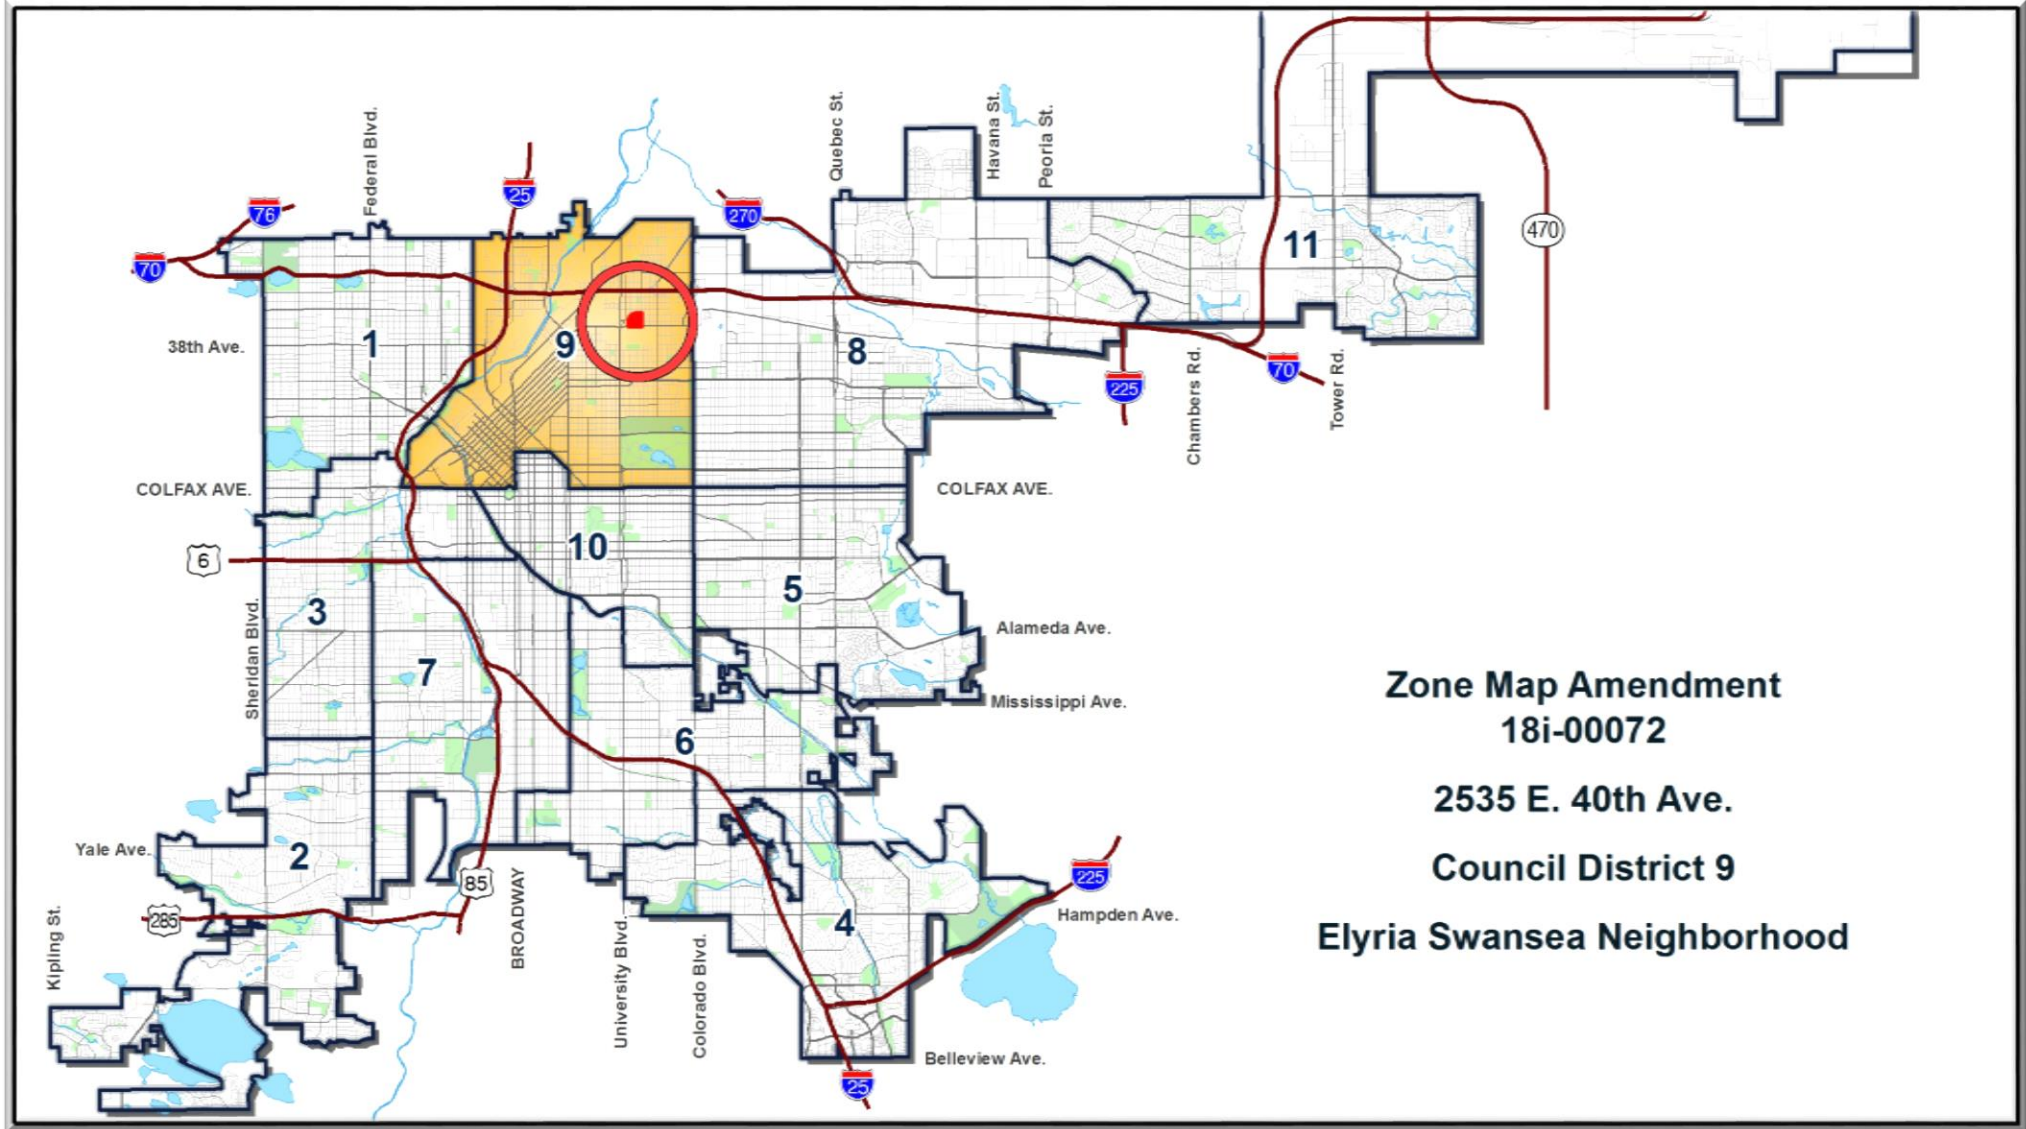 Federal Blvd.
25
Quebec St.
Havana St.
Peoria St.
76
270
70
470
11
38th Ave.
1
9
8
225
Chambers Rd.
70
Tower Rd.
COLFAX AVE.
COLFAX AVE.
10
6
5
3
Sheridan Blvd.
Alameda Ave.
7
Mississippi Ave.
6
Yale Ave.
2
85
BROADWAY
225
285
Kipling St.
University Blvd.
Colorado Blvd.
4
Hampden Ave.
Belleview Ave.
25
Zone Map Amendment
18i-00072
2535 E. 40th Ave.
Council District 9
Elyria Swansea Neighborhood